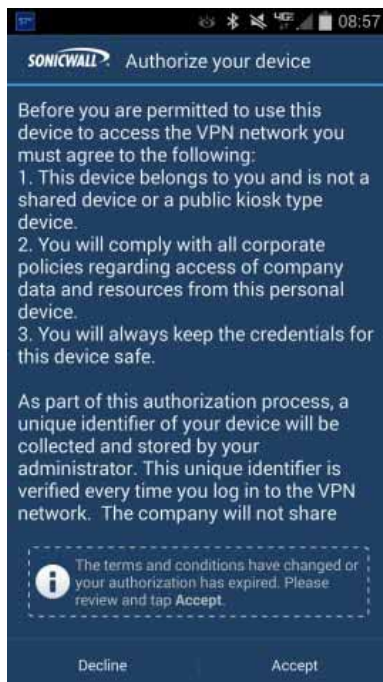 57°
4G
08:57
SONICWALL Authorize your device
Before you are permitted to use this
device to access the VPN network you
must agree to the following:
1. This device belongs to you and is not a
shared device or a public kiosk type
device.
2. You will comply with all corporate
policies regarding access of company
data and resources from this personal
device.
3. You will always keep the credentials for
this device safe.
As part of this authorization process, a
unique identifier of your device will be
collected and stored by your
administrator. This unique identifier is
verified every time you log in to the VPN
network. The company will not share
The terms and conditions have changed or
your authorization has expired. Please
review and tap Accept.
Decline Accept